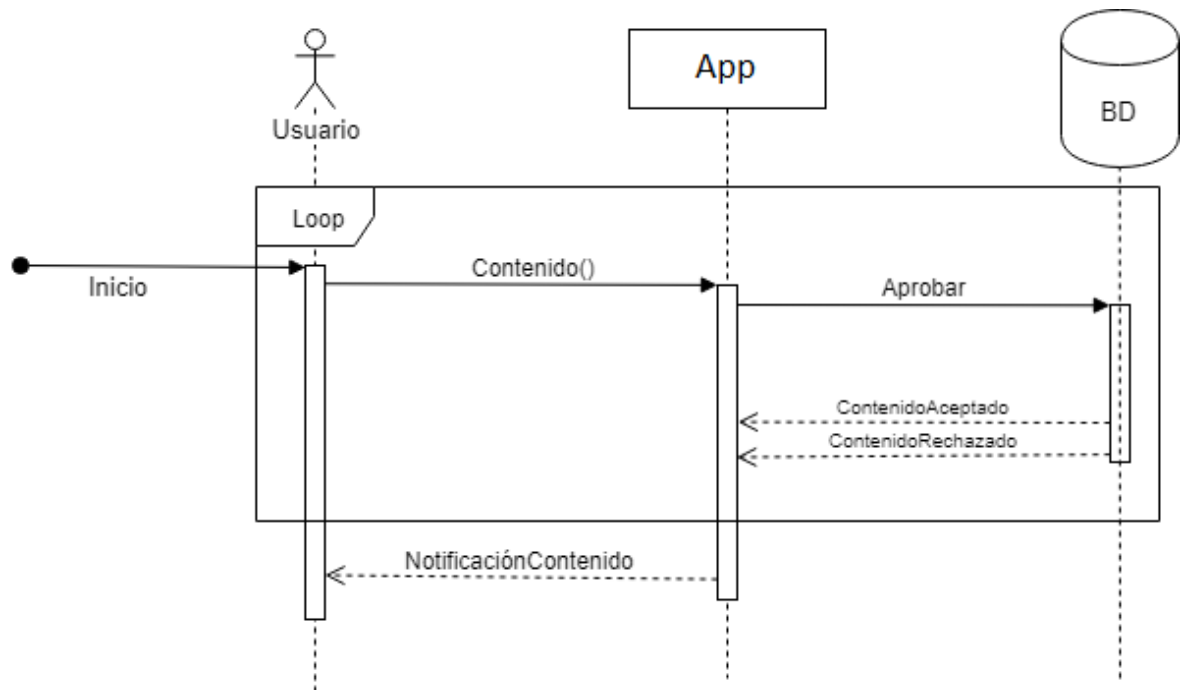 App
BD
Usuario
Loop
Contenido()
Inicio
Aprobar
ContenidoAceptado
ContenidoRechazado
NotificaciónContenido